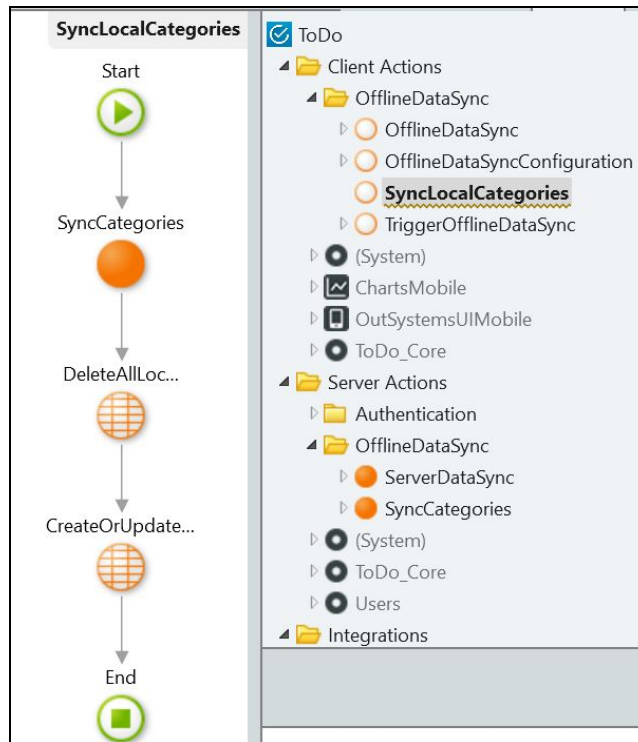 SyncLocalCategories
Start
SyncCategories
DeleteAllLoc...
CreateOrUpdate...
End
ToDo
Client Actions
OfflineDataSync
OfflineDataSync
OfflineDataSyncConfiguration
SyncLocalCategories
TriggerOfflineDataSync
(System)
ChartsMobile
OutSystemsUIMobile
ToDo_Core
Server Actions
Authentication
OfflineDataSync
ServerDataSync
SyncCategories
(System)
ToDo_Core
Users
Integrations